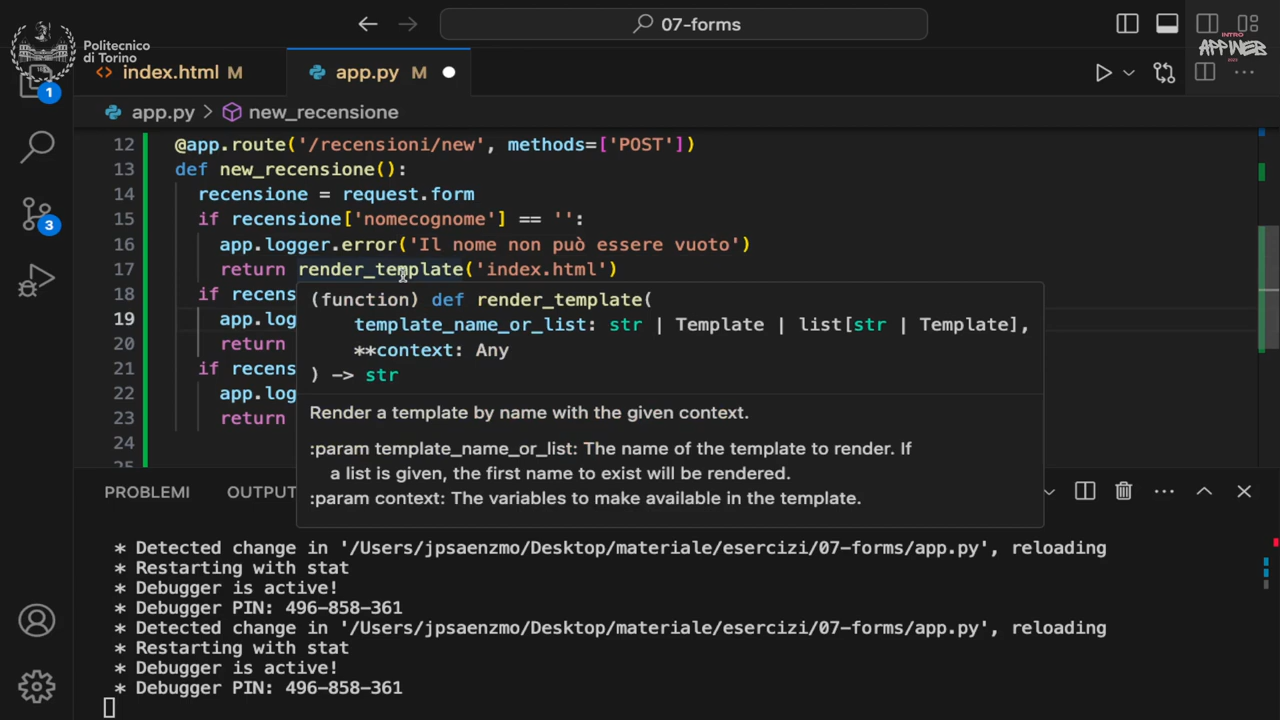 07-forms
Politecnico
di Torino
INTRO
APPWEB
index.html M
app.py M
1
app.py > new_recensione
12 @app.route('/recensioni/new', methods=['POST'])
13 def new_recensione():
14 recensione = request.form
15 if recensione['nomecognome'] == '':
16 app.logger.error('Il nome non può essere vuoto')
17 return render_template('index.html')
18 if recens
19 app.log
20 return
21 if recens
22 app.log
23 return
24
25
3
(function) def render_template(
template_name_or_list: str | Template | list[str | Template],
**context: Any
) -> str
Render a template by name with the given context.
:param template_name_or_list: The name of the template to render. If
a list is given, the first name to exist will be rendered.
:param context: The variables to make available in the template.
PROBLEMI OUTPU
* Detected change in '/Users/jpsaenzmo/Desktop/materiale/esercizi/07-forms/app.py', reloading
* Restarting with stat
* Debugger is active!
* Debugger PIN: 496-858-361
* Detected change in '/Users/jpsaenzmo/Desktop/materiale/esercizi/07-forms/app.py', reloading
* Restarting with stat
* Debugger is active!
* Debugger PIN: 496-858-361